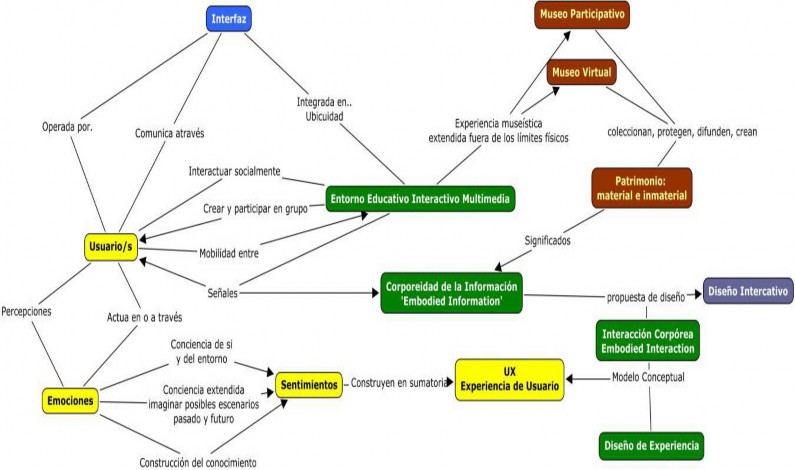 Interfaz
Museo Participativo
Museo Virtual
Integrada en..
Ubicuidad
Operada por.
Comunica através
Experiencia museística
extendida fuera de los límites físicos
coleccionan, protegen, difunden, crean
Interactuar socialmente
Entorno Educativo Interactivo Multimedia
Patrimonio:
material e inmaterial
Crear y participar en grupo
Usuario/s
Mobilidad entre
Significados
Señales
Corporeidad de la Información
'Embodied Information'
propuesta de diseño
Diseño Intercativo
Percepciones
Actua en o a través
Interacción Corpórea
Embodied Interaction
Conciencia de si
y del entorno
Sentimientos
Construyen en sumatoria
UX
Experiencia de Usuario
Modelo Conceptual
Emociones
Conciencia extendida
imaginar posibles escenarios
pasado y futuro
Diseño de Experiencia
Construcción del conocimiento